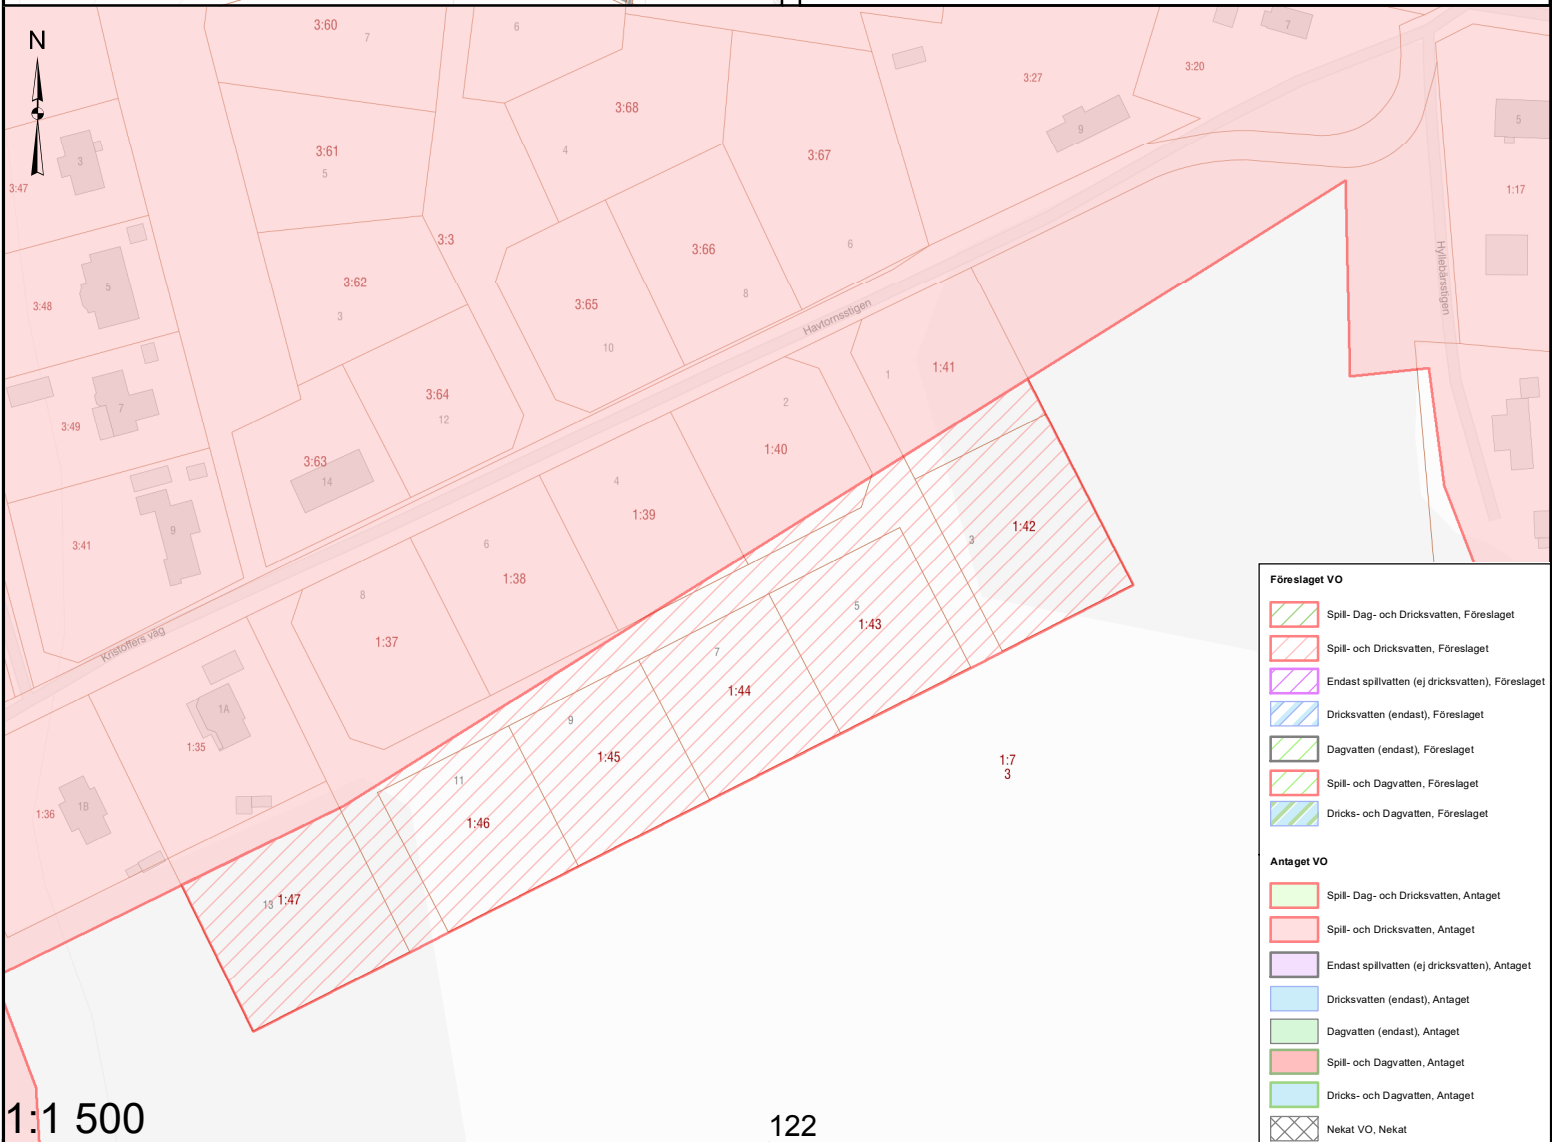 N
3:60
7
6
3:68
4
3:27
9
3:20
7
5
1:17
3:61
5
3:67
6
3
3:47
3:3
3:66
8
3:62
3
3:65
10
5
3:48
Havtornsstigen
Hyllebärsstigen
3:64
12
1:41
1
2
1:40
7
3:49
3:63
14
4
1:39
9
3:41
6
1:38
3
1:42
8
1:37
5
1:43
Kristoffers väg
7
1:44
1A
1:35
9
1:45
1:7
3
11
1:46
1B
1:36
13
1:47
Föreslaget VO
Spill- Dag- och Dricksvatten, Föreslaget
Spill- och Dricksvatten, Föreslaget
Endast spillvatten (ej dricksvatten), Föreslaget
Dricksvatten (endast), Föreslaget
Dagvatten (endast), Föreslaget
Spill- och Dagvatten, Föreslaget
Dricks- och Dagvatten, Föreslaget
Antaget VO
Spill- Dag- och Dricksvatten, Antaget
Spill- och Dricksvatten, Antaget
Endast spillvatten (ej dricksvatten), Antaget
Dricksvatten (endast), Antaget
Dagvatten (endast), Antaget
Spill- och Dagvatten, Antaget
Dricks- och Dagvatten, Antaget
Nekat VO, Nekat
1:1 500
122